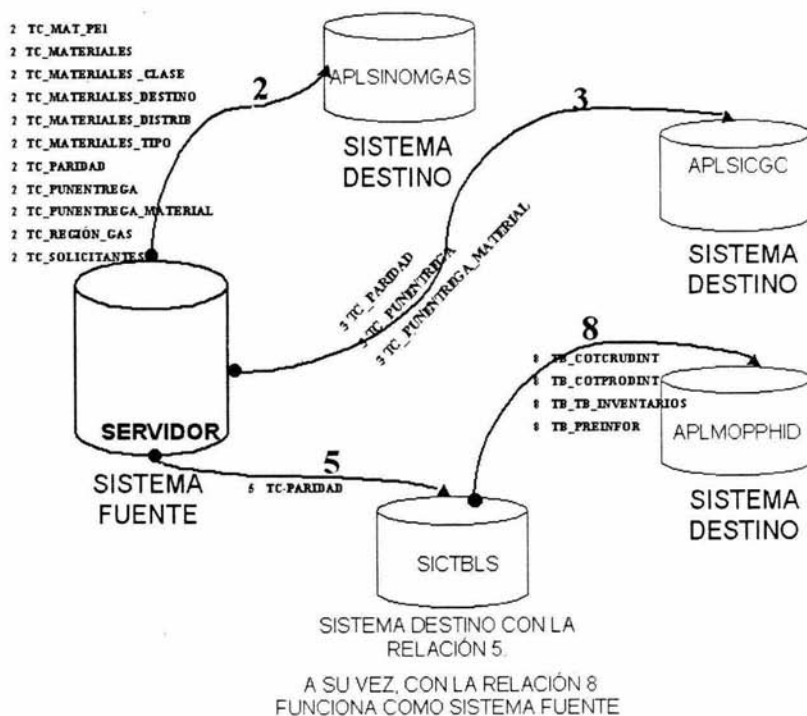 2 TC_MAT_PE1
2 TC_MATERIALES
2 TC_MATERIALES_CLASE
2 TC_MATERIALES_DESTINO
2 TC_MATERIALES_DISTRIB
2 TC_MATERIALES_TIPO
2 TC_PARIDAD
2 TC_PUNENTREGA
2 TC_PUNENTREGA_MATERIAL
2 TC_REGIÓN_GAS
2 TC_SOLICITANTES
2
APLSINOMGAS
SISTEMA
DESTINO
3
APLSICGC
SISTEMA
DESTINO
3 TC_PARIDAD
3 TC_PUNENTREGA
3 TC_PUNENTREGA_MATERIAL
SERVIDOR
SISTEMA
FUENTE
5
5 TC-PARIDAD
8
8 TB_COTCRUDINT
8 TB_COTPRODINT
8 TB_TB_INVENTARIOS
8 TB_PREINFOR
APLMOPPHID
SISTEMA
DESTINO
SICTBLS
SISTEMA DESTINO CON LA
RELACIÓN 5.
A SU VEZ, CON LA RELACIÓN 8
FUNCIONA COMO SISTEMA FUENTE